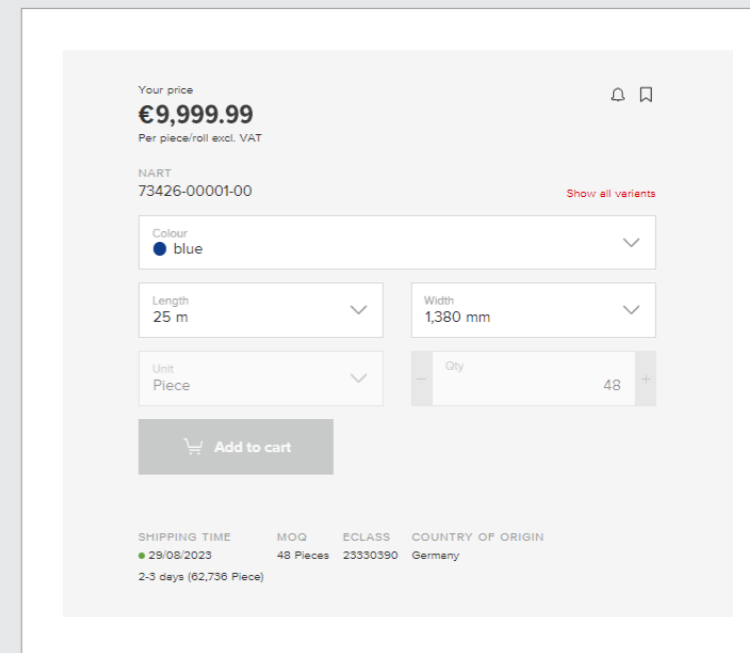 Your price
€9,999.99
Per piece/roll excl. VAT
NART
73426-00001-00
Show all variants
Colour
blue
Length
25 m
Width
1,380 mm
Unit
Piece
Qty
− 48 +
Add to cart
SHIPPING TIME MOQ ECLASS COUNTRY OF ORIGIN
29/08/2023 48 Pieces 23330390 Germany
2-3 days (62,736 Piece)